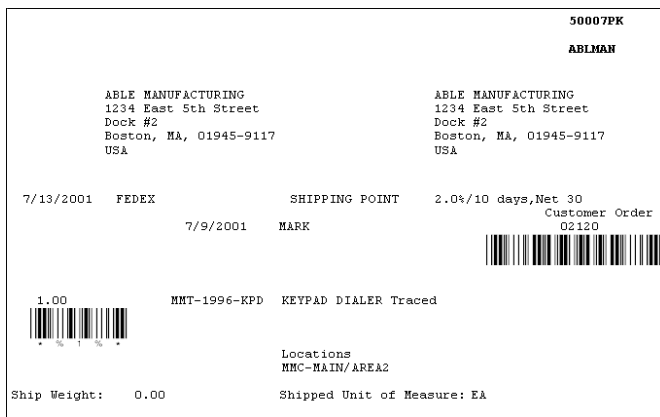 50007PK
ABLMAN
ABLE MANUFACTURING ABLE MANUFACTURING
1234 East 5th Street 1234 East 5th Street
Dock #2 Dock #2
Boston, MA, 01945-9117 Boston, MA, 01945-9117
USA USA
7/13/2001 FEDEX SHIPPING POINT 2.0%/10 days,Net 30
Customer Order
7/9/2001 MARK 02120
1.00 MMT-1996-KPD KEYPAD DIALER Traced
* % 1 % *
Locations
MMC-MAIN/AREA2
Ship Weight: 0.00 Shipped Unit of Measure: EA